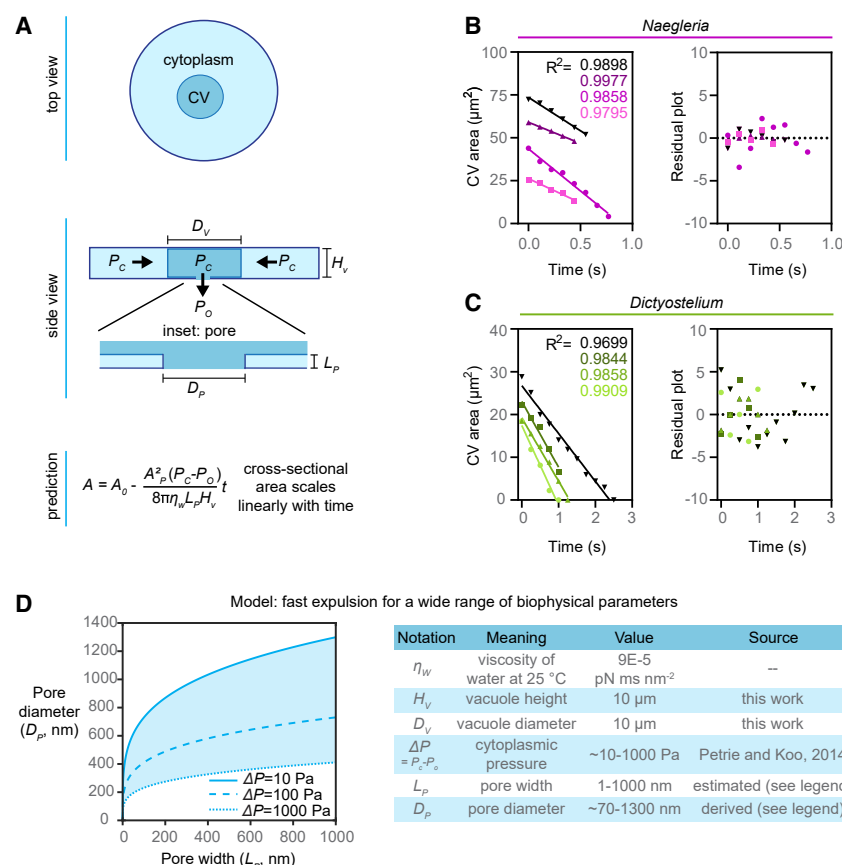 A
top view
cytoplasm
CV
side view
D_V
P_C
P_C
P_C
H_v
P_O
inset: pore
L_P
D_P
prediction
A = A_0 - A²_P (P_C-P_O) / 8πη_w L_P H_v t
cross-sectional
area scales
linearly with time
B
Naegleria
CV area (µm²)
100
75
50
25
0
R²= 0.9898
0.9977
0.9858
0.9795
0.0
0.5
1.0
Time (s)
Residual plot
10
5
0
-5
-10
0.0
0.5
1.0
Time (s)
C
Dictyostelium
CV area (µm²)
40
30
20
10
0
R²= 0.9699
0.9844
0.9858
0.9909
0
1
2
3
Time (s)
Residual plot
10
5
0
-5
-10
0
1
2
3
Time (s)
D
Model: fast expulsion for a wide range of biophysical parameters
Pore
diameter
(D_P, nm)
1400
1200
1000
800
600
400
200
0
ΔP=10 Pa
ΔP=100 Pa
ΔP=1000 Pa
0
200
400
600
800
1000
Pore width (L_P, nm)
Notation Meaning Value Source
η_W viscosity of water at 25 °C 9E-5 pN ms nm⁻² --
H_V vacuole height 10 µm this work
D_V vacuole diameter 10 µm this work
ΔP = P_c-P_o cytoplasmic pressure ~10-1000 Pa Petrie and Koo, 2014
L_P pore width 1-1000 nm estimated (see legend)
D_P pore diameter ~70-1300 nm derived (see legend)